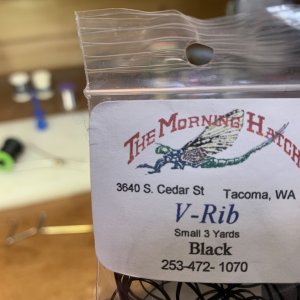 THE MORNING HATCH
3640 S. Cedar St Tacoma, WA
V-Rib
Small 3 Yards
Black
253-472- 1070